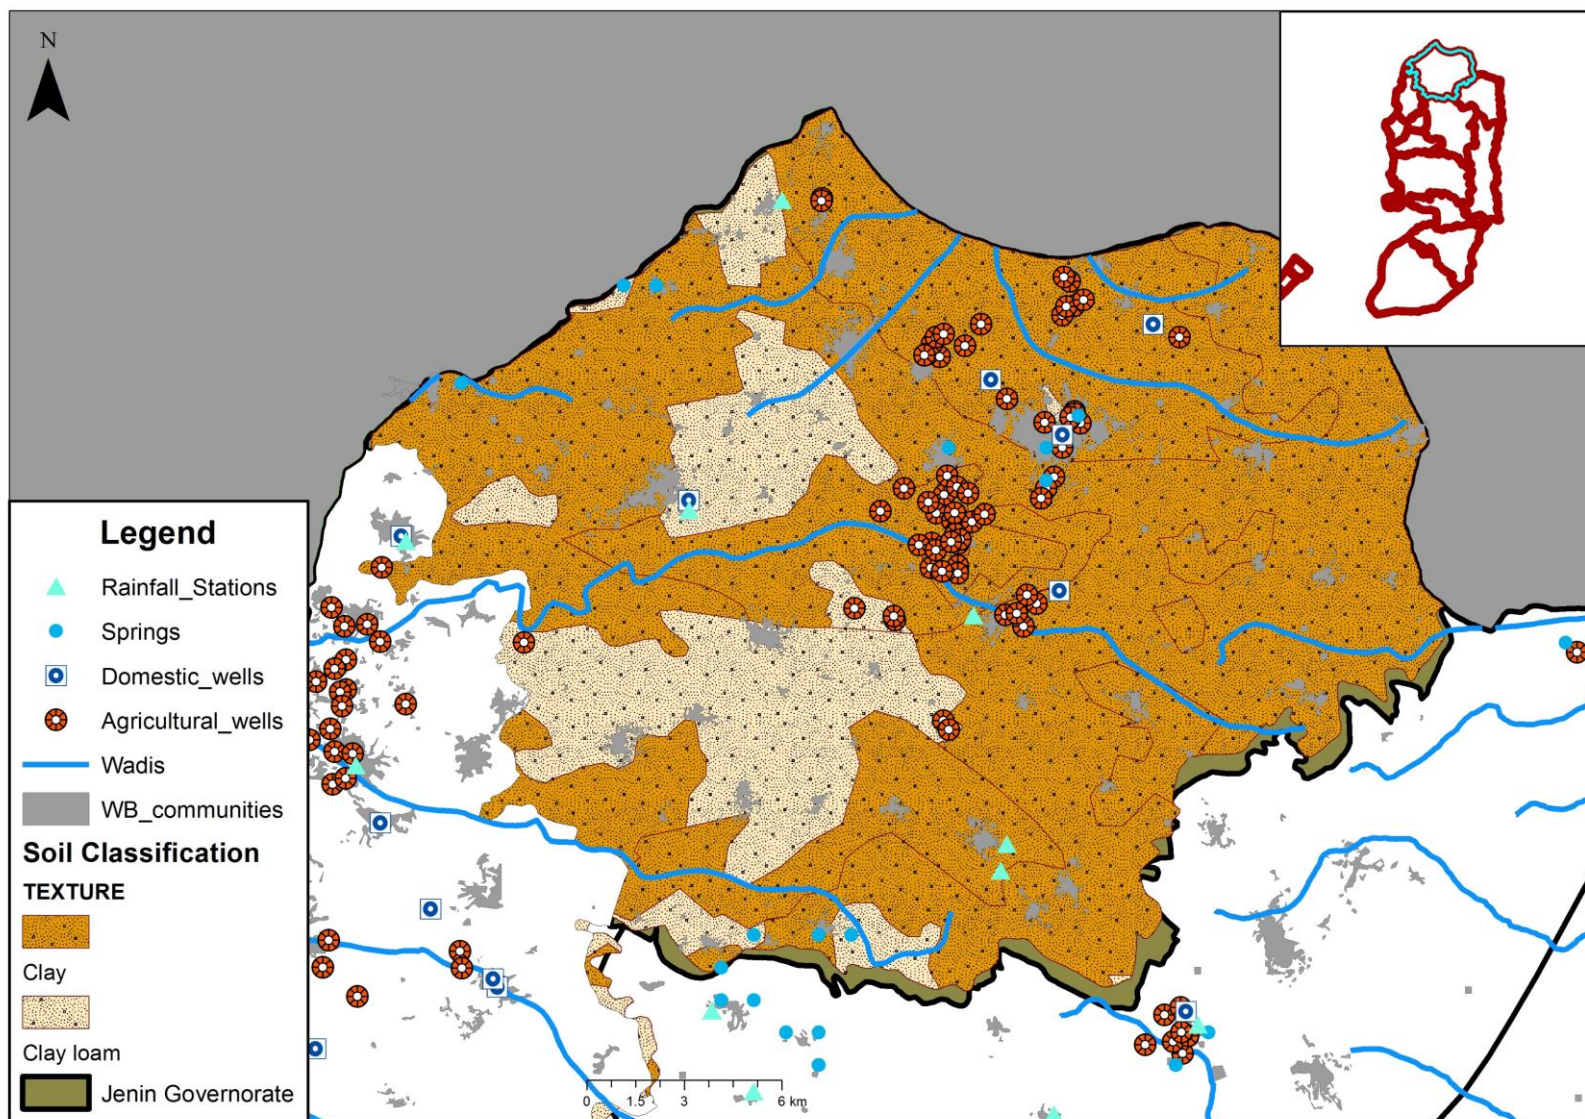 N
Legend
Rainfall_Stations
Springs
Domestic_wells
Agricultural_wells
Wadis
WB_communities
Soil Classification
TEXTURE
Clay
Clay loam
Jenin Governorate
0 1.5 3 6 km